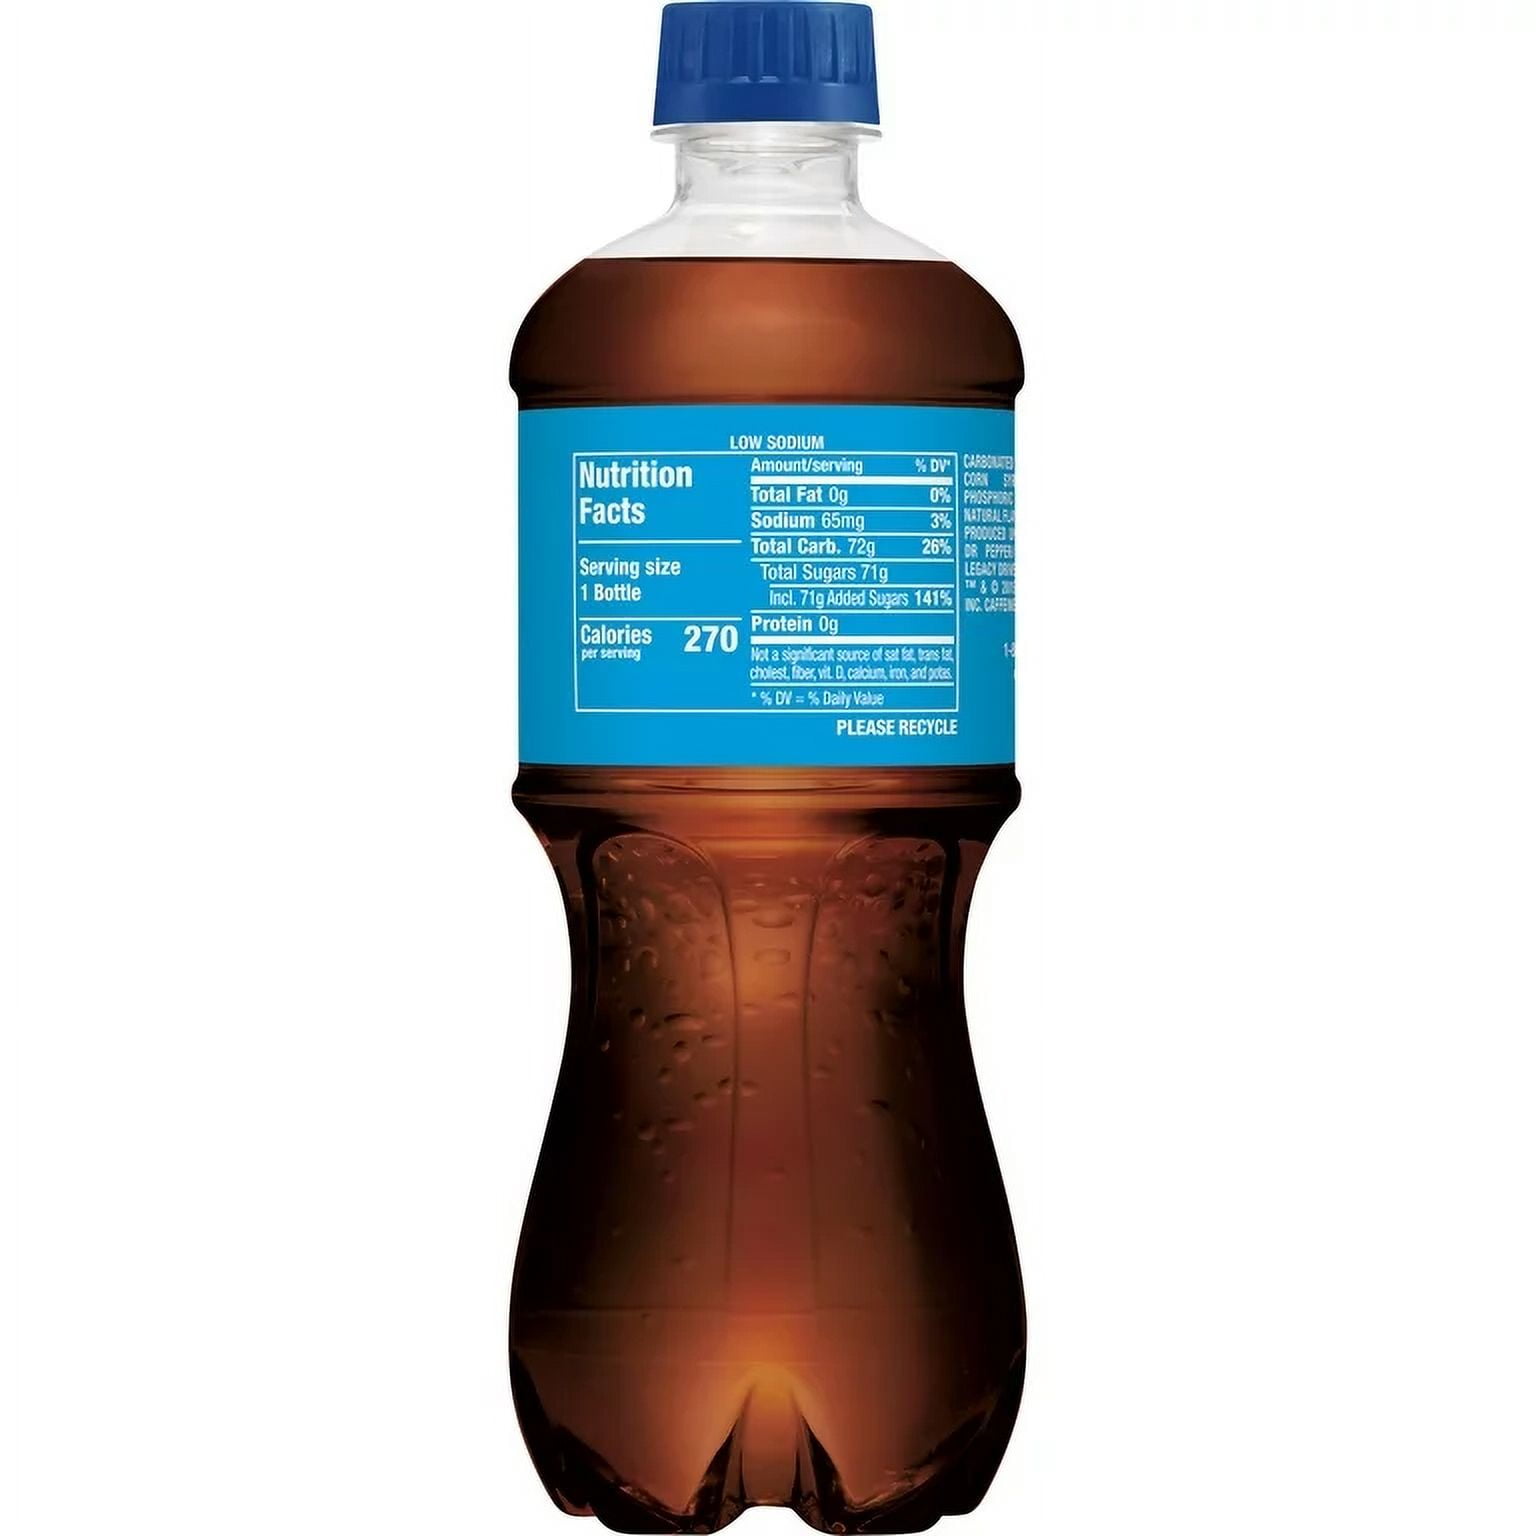 LOW SODIUM
Nutrition
Facts
Serving size
1 Bottle
Calories 270
per serving
Amount/serving % DV*
Total Fat 0g 0%
Sodium 65mg 3%
Total Carb. 72g 26%
Total Sugars 71g
Incl. 71g Added Sugars 141%
Protein 0g
Not a significant source of sat fat, trans fat,
cholest, fiber, vit. D, calcium, iron, and potas.
* % DV = % Daily Value
PLEASE RECYCLE
CARBONATED
CORN
PHOSPHORIC
NATURAL
PRODUCED
DR PEPPER
LEGACY
™ & ©
INC.